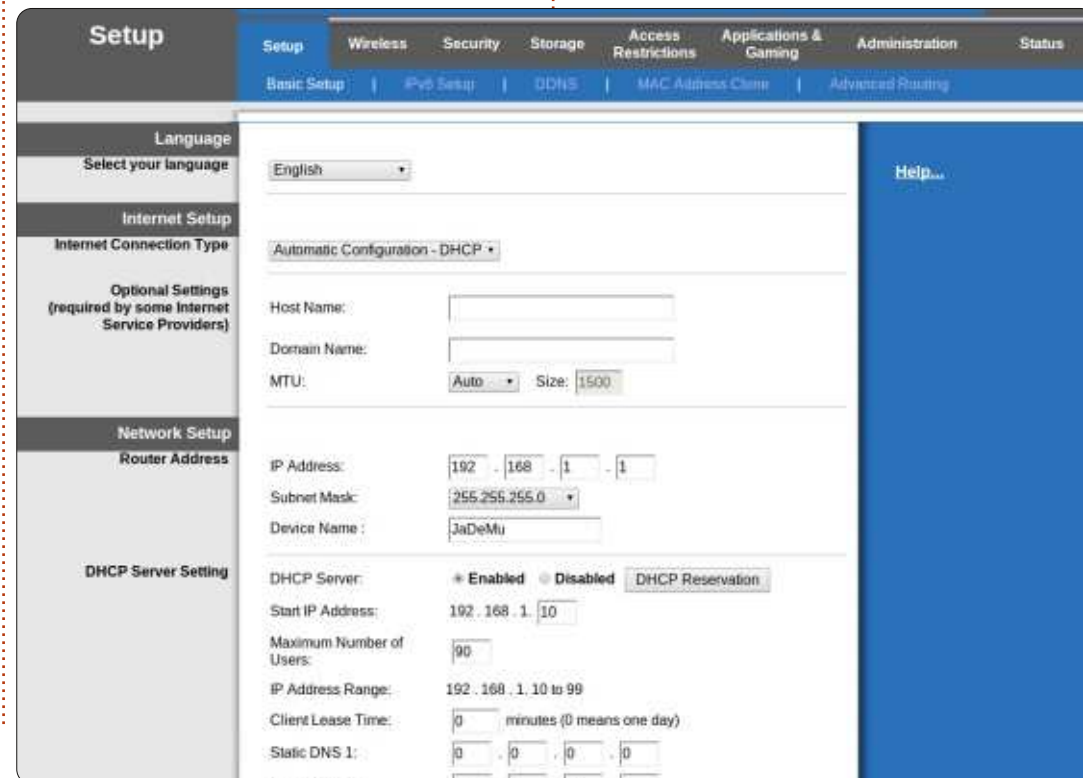 Setup
Setup Wireless Security Storage Access Restrictions Applications & Gaming Administration Status
Basic Setup | IPv6 Setup | DDNS | MAC Address Clone | Advanced Routing
Language
Select your language English
Help...
Internet Setup
Internet Connection Type Automatic Configuration - DHCP
Optional Settings
(required by some Internet
Service Providers)
Host Name:
Domain Name:
MTU: Auto Size: 1500
Network Setup
Router Address
IP Address: 192 . 168 . 1 . 1
Subnet Mask: 255.255.255.0
Device Name : JaDeMu
DHCP Server Setting
DHCP Server: Enabled Disabled DHCP Reservation
Start IP Address: 192 . 168 . 1. 10
Maximum Number of
Users: 90
IP Address Range: 192 . 168 . 1. 10 to 99
Client Lease Time: 0 minutes (0 means one day)
Static DNS 1: 0 . 0 . 0 . 0